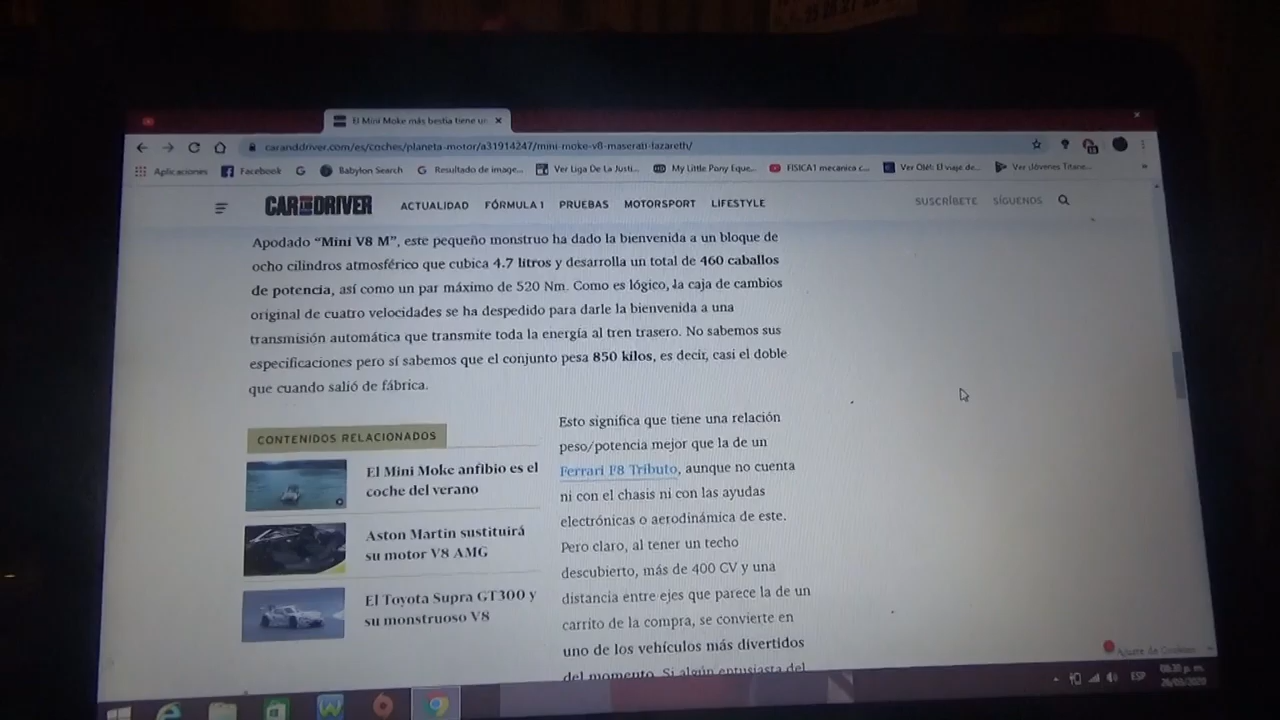 El Mini Moke más bestia tiene un
caranddriver.com/es/coches/planeta-motor/a31914247/mini-moke-v8-maserati-lazareth/
Aplicaciones Facebook Babylon Search Resultado de image... Ver Liga De La Justi... My Little Pony Eque... FISICA1 mecanica c... Ver Olé!: El viaje de... Ver ¡Jóvenes Titane...
CAR AND DRIVER ACTUALIDAD FÓRMULA 1 PRUEBAS MOTORSPORT LIFESTYLE SUSCRÍBETE SÍGUENOS
Apodado “Mini V8 M”, este pequeño monstruo ha dado la bienvenida a un bloque de
ocho cilindros atmosférico que cubica 4.7 litros y desarrolla un total de 460 caballos
de potencia, así como un par máximo de 520 Nm. Como es lógico, la caja de cambios
original de cuatro velocidades se ha despedido para darle la bienvenida a una
transmisión automática que transmite toda la energía al tren trasero. No sabemos sus
especificaciones pero sí sabemos que el conjunto pesa 850 kilos, es decir, casi el doble
que cuando salió de fábrica.
CONTENIDOS RELACIONADOS
El Mini Moke anfibio es el
coche del verano
Aston Martin sustituirá
su motor V8 AMG
El Toyota Supra GT300 y
su monstruoso V8
Esto significa que tiene una relación
peso/potencia mejor que la de un
Ferrari F8 Tributo, aunque no cuenta
ni con el chasis ni con las ayudas
electrónicas o aerodinámica de este.
Pero claro, al tener un techo
descubierto, más de 400 CV y una
distancia entre ejes que parece la de un
carrito de la compra, se convierte en
uno de los vehículos más divertidos
del momento. Si algún entusiasta del
Ajuste de Cookies
ESP